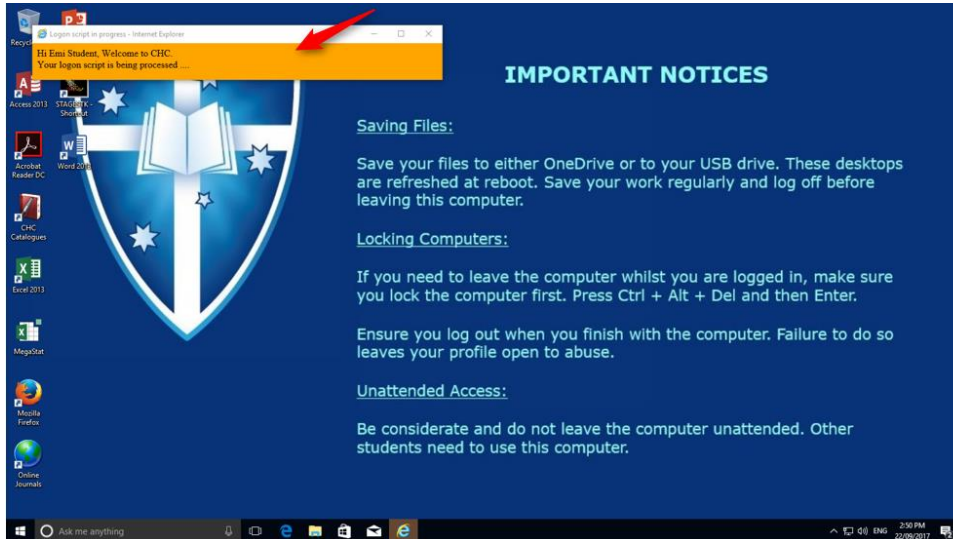 Logon script in progress - Internet Explorer
Hi Emi Student, Welcome to CHC.
Your logon script is being processed ....
Access 2013
Shortcut
Acrobat
Reader DC
CHC
Catalogues
Excel 2013
MegaStat
Mozilla
Firefox
Online
Journals
IMPORTANT NOTICES
Saving Files:
Save your files to either OneDrive or to your USB drive. These desktops
are refreshed at reboot. Save your work regularly and log off before
leaving this computer.
Locking Computers:
If you need to leave the computer whilst you are logged in, make sure
you lock the computer first. Press Ctrl + Alt + Del and then Enter.
Ensure you log out when you finish with the computer. Failure to do so
leaves your profile open to abuse.
Unattended Access:
Be considerate and do not leave the computer unattended. Other
students need to use this computer.
Ask me anything
ENG
2:50 PM
22/09/2017